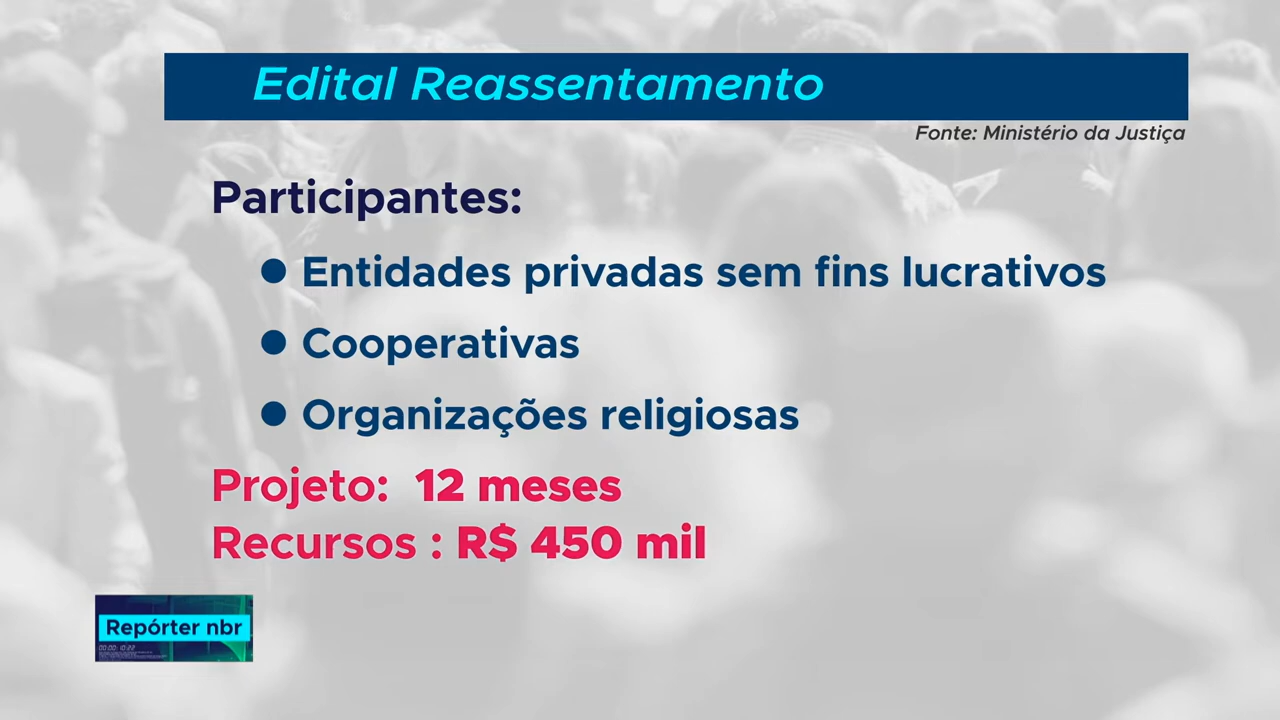 Edital Reassentamento
Fonte: Ministério da Justiça
Participantes:
● Entidades privadas sem fins lucrativos
● Cooperativas
● Organizações religiosas
Projeto: 12 meses
Recursos : R$ 450 mil
Repórter nbr